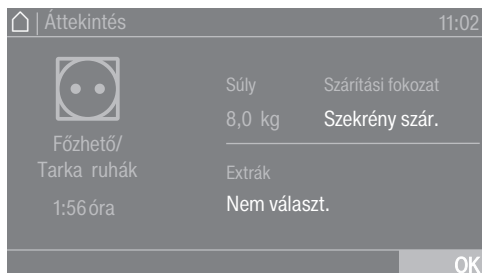 Áttekintés 11:02
Súly Szárítási fokozat
8,0 kg Szekrény szár.
Főzhető/
Tarka ruhák
1:56 óra
Extrák
Nem választ.
OK